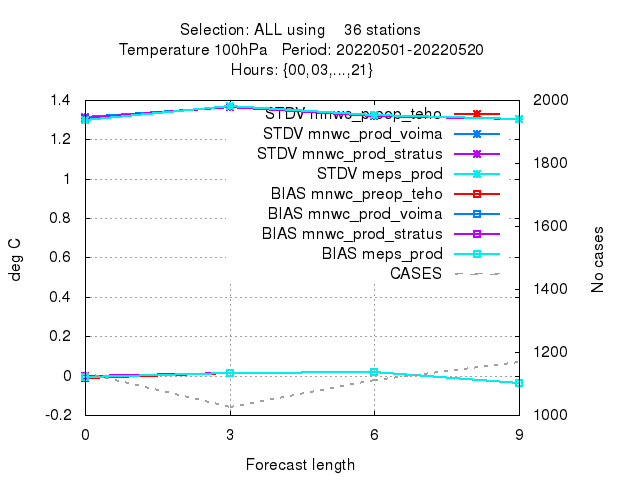 Selection: ALL using    36 stations
Temperature 100hPa   Period: 20220501-20220520
Hours: {00,03,...,21}
1.4
1.2
1
0.8
0.6
0.4
0.2
0
-0.2
deg C
STDV mnwc_preop_teho
STDV mnwc_prod_voima
STDV mnwc_prod_stratus
STDV meps_prod
BIAS mnwc_preop_teho
BIAS mnwc_prod_voima
BIAS mnwc_prod_stratus
BIAS meps_prod
CASES
2000
1800
1600
1400
1200
1000
No cases
0 3 6 9
Forecast length